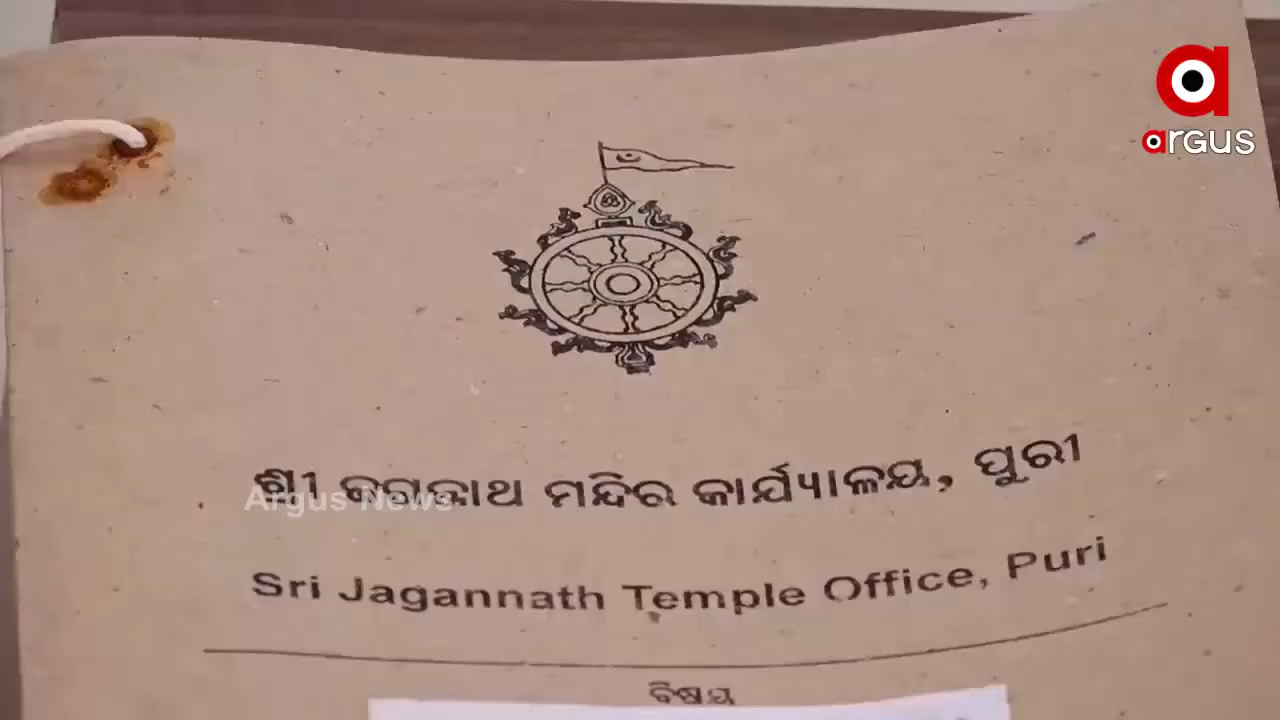 argus
ଶ୍ରୀ ଜଗନ୍ନାଥ ମନ୍ଦିର କାର୍ଯ୍ୟାଳୟ, ପୁରୀ
Argus News
Sri Jagannath Temple Office, Puri
ବିଷୟ